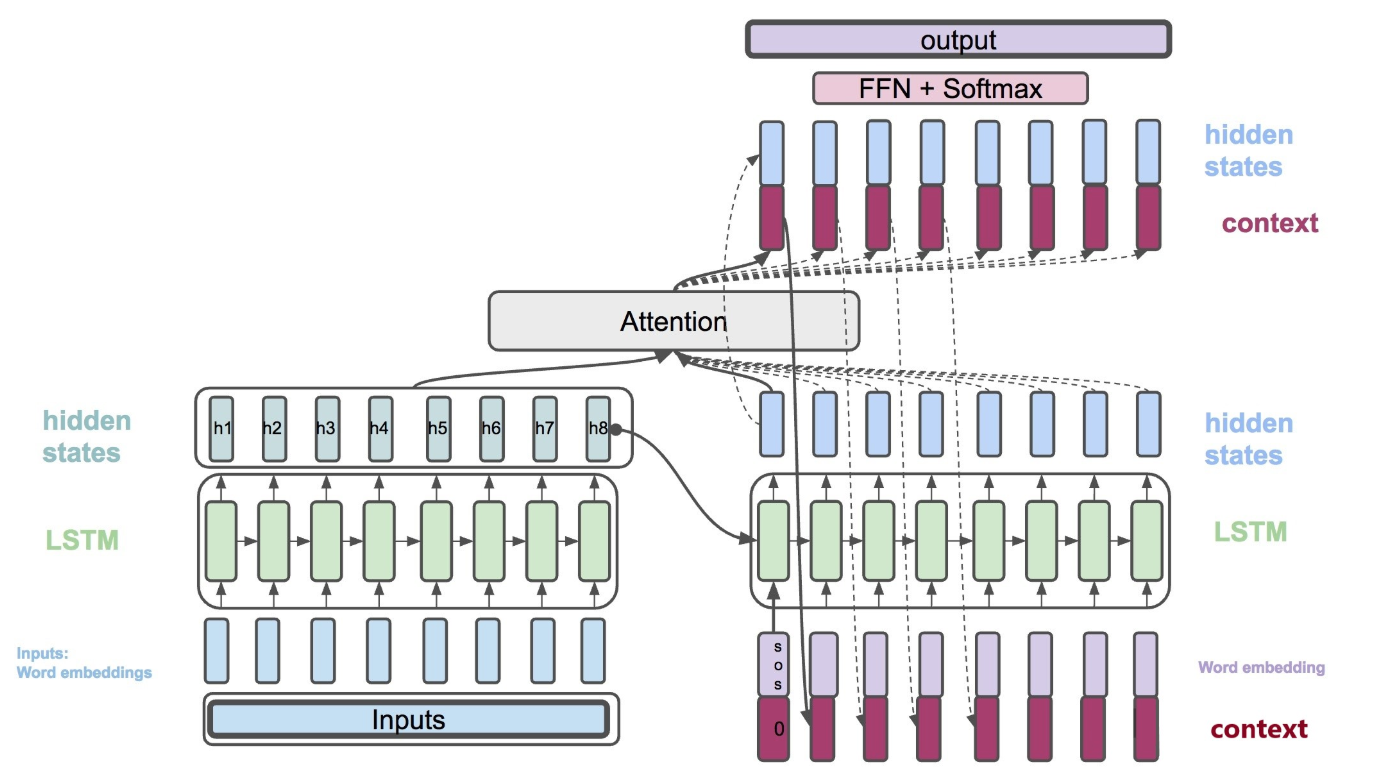 output
FFN + Softmax
hidden
states
context
Attention
hidden
states
h1 h2 h3 h4 h5 h6 h7 h8
hidden
states
LSTM
LSTM
Inputs:
Word embeddings
s
o
s
Word embedding
Inputs
0
context